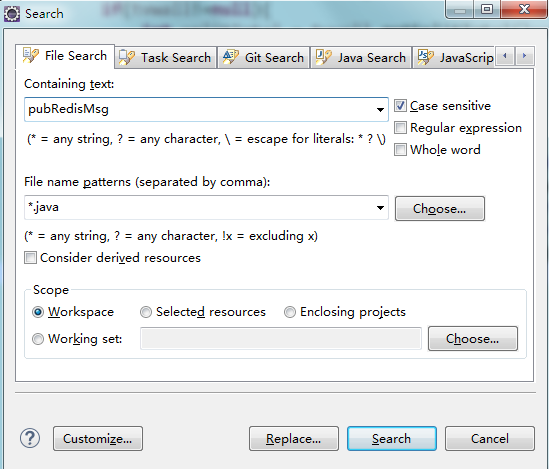 Search
File Search Task Search Git Search Java Search JavaScrip
Containing text:
pubRedisMsg
Case sensitive
(* = any string, ? = any character, \ = escape for literals: * ? \)
Regular expression
Whole word
File name patterns (separated by comma):
*.java
Choose...
(* = any string, ? = any character, !x = excluding x)
Consider derived resources
Scope
Workspace Selected resources Enclosing projects
Working set: Choose...
? Customize... Replace... Search Cancel